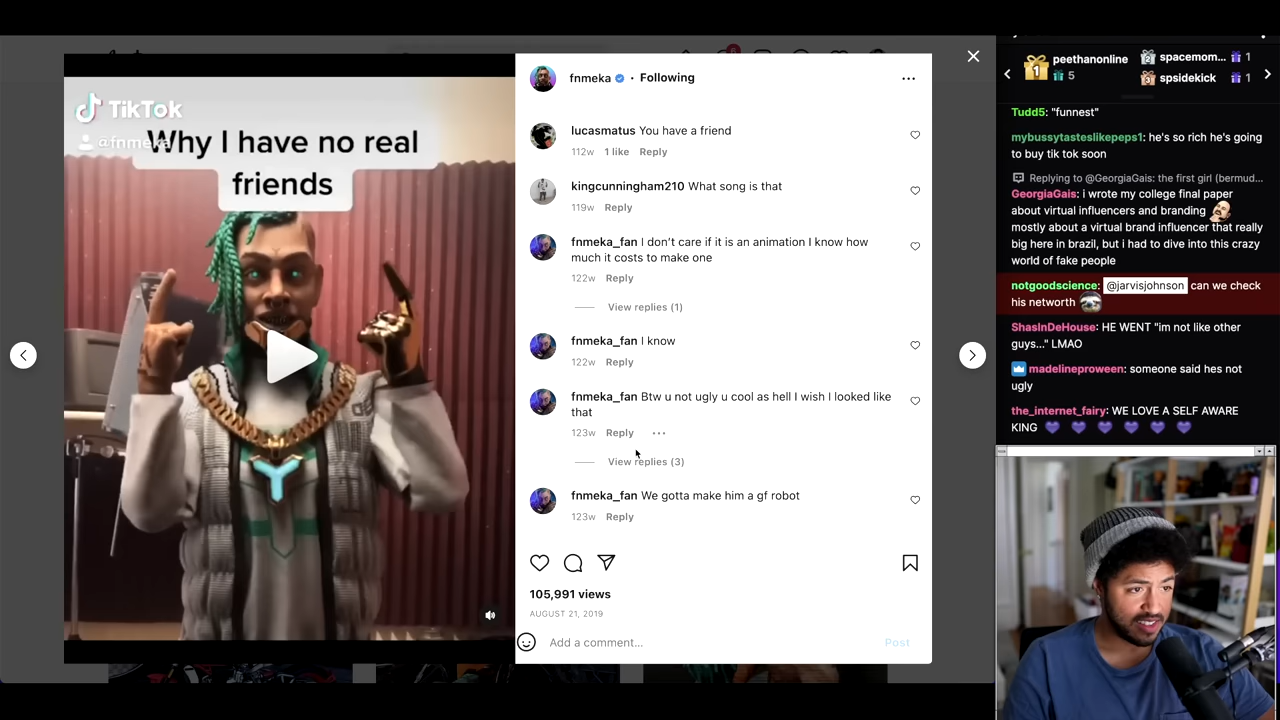 TikTok
@fnmeka
Why I have no real
friends
fnmeka • Following
lucasmatus You have a friend
112w 1 like Reply
kingcunningham210 What song is that
119w Reply
fnmeka_fan I don't care if it is an animation I know how
much it costs to make one
122w Reply
View replies (1)
fnmeka_fan I know
122w Reply
fnmeka_fan Btw u not ugly u cool as hell I wish I looked like
that
123w Reply
View replies (3)
fnmeka_fan We gotta make him a gf robot
123w Reply
105,991 views
AUGUST 21, 2019
Add a comment...
Post
1
peethanonline
5
2
spacemom... 1
3
spsidekick 1
Tudd5: "funnest"
mybussytasteslikepeps1: he's so rich he's going
to buy tik tok soon
Replying to @GeorgiaGais: the first girl (bermud...
GeorgiaGais: i wrote my college final paper
about virtual influencers and branding
mostly about a virtual brand influencer that really
big here in brazil, but i had to dive into this crazy
world of fake people
notgoodscience: @jarvisjohnson can we check
his networth
ShasInDeHouse: HE WENT "im not like other
guys..." LMAO
madelineproween: someone said hes not
ugly
the_internet_fairy: WE LOVE A SELF AWARE
KING